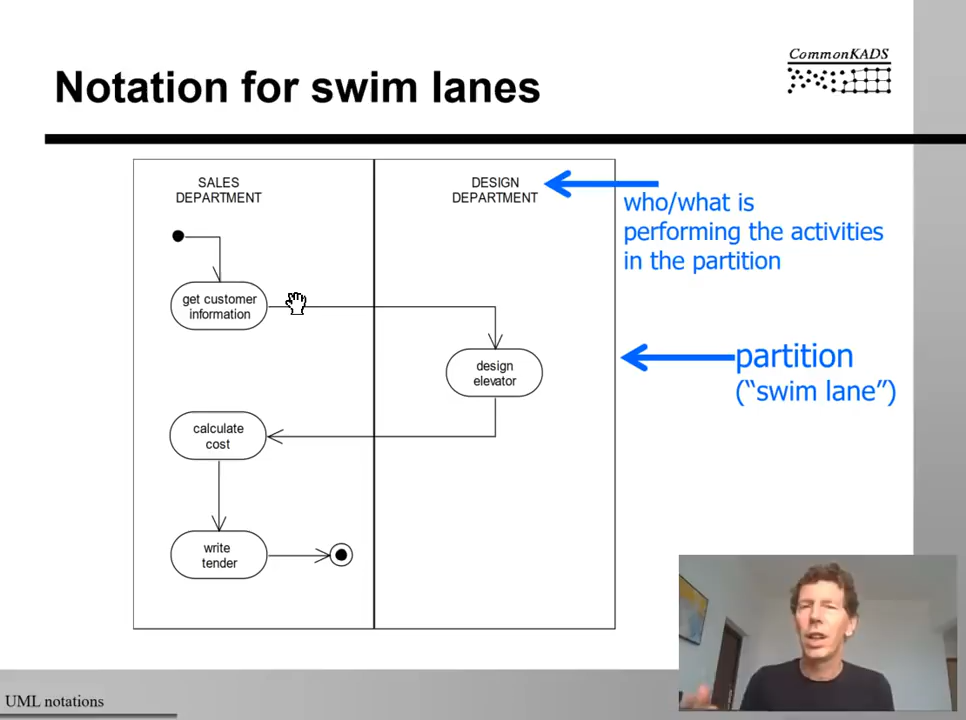 CommonKADS
Notation for swim lanes
SALES
DEPARTMENT
DESIGN
DEPARTMENT
who/what is
performing the activities
in the partition
get customer
information
design
elevator
partition
("swim lane")
calculate
cost
write
tender
UML notations